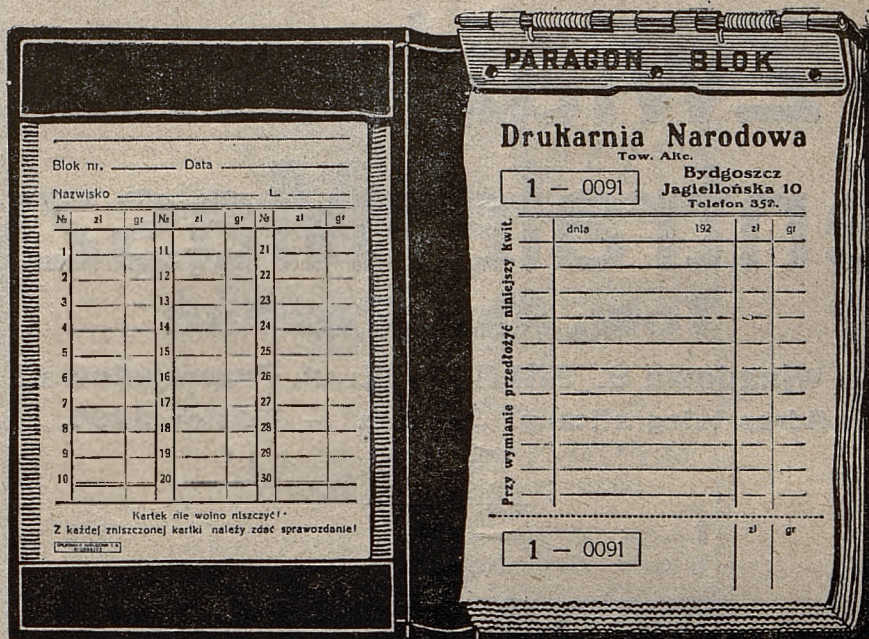 Blok nr. Data
Nazwisko L.
№ zł gr № zł gr № zł gr
1 11 21
2 12 22
3 13 23
4 14 24
5 15 25
6 16 26
7 17 27
8 18 28
9 19 29
10 20 30
Kartek nie wolno niszczyć!
Z każdej zniszczonej kartki należy zdać sprawozdanie!
PARAGON BLOK
Drukarnia Narodowa
Tow. Akc.
Bydgoszcz
Jagiellońska 10
Telefon 352.
1 — 0091
Przy wymianie przedłożyć niniejszy kwit.
dnia 192 zł gr
1 — 0091
zł gr